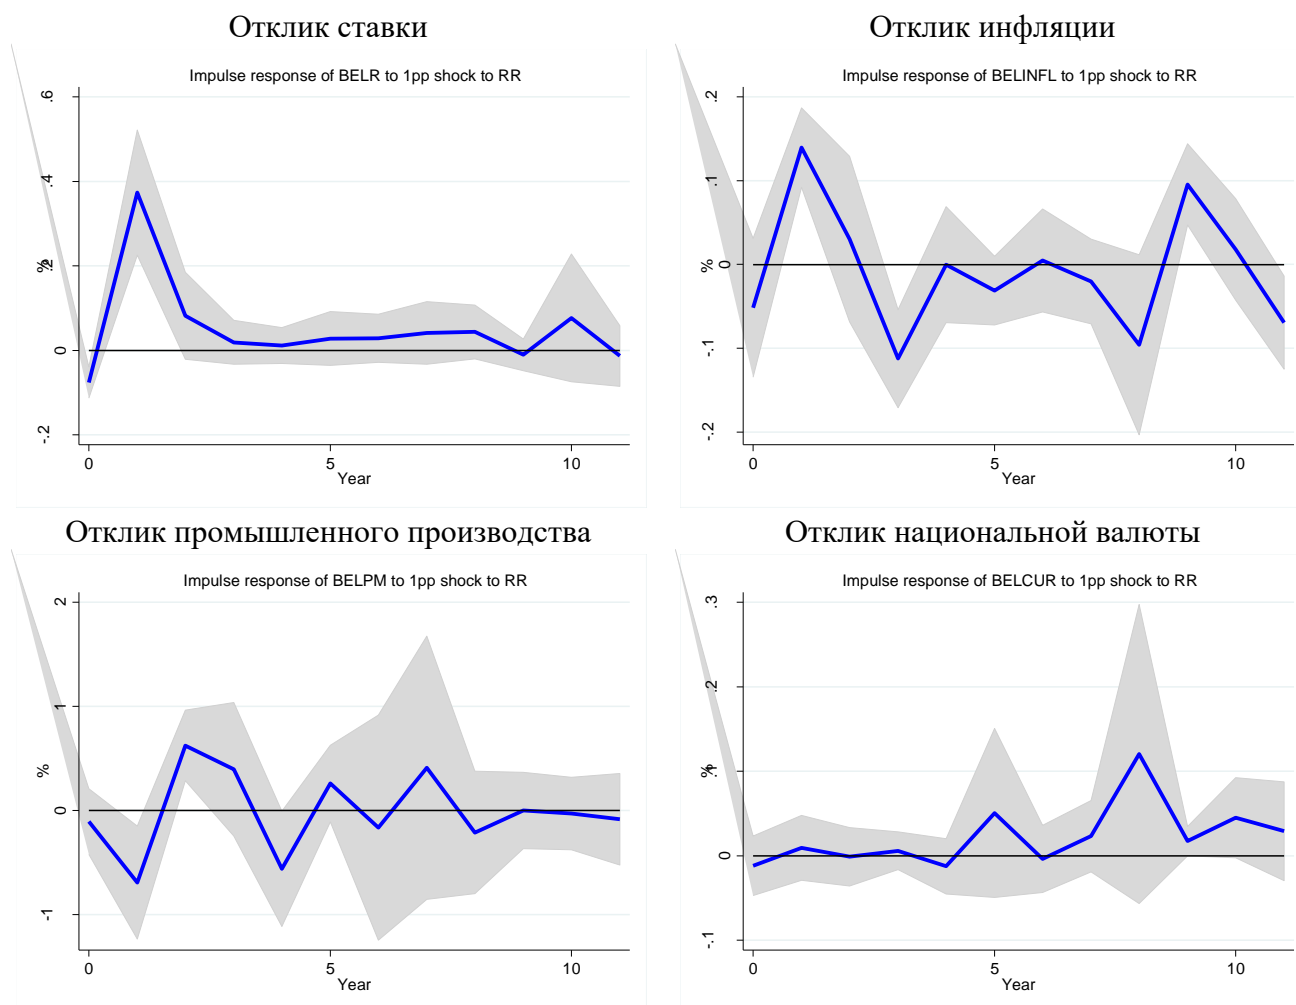 Отклик ставки
Impulse response of BELR to 1pp shock to RR
.6
.4
.2
%
0
-.2
0
5
10
Year
Отклик инфляции
Impulse response of BELINFL to 1pp shock to RR
.2
.1
%
0
-.1
-.2
0
5
10
Year
Отклик промышленного производства
Impulse response of BELPM to 1pp shock to RR
2
1
%
0
-1
0
5
10
Year
Отклик национальной валюты
Impulse response of BELCUR to 1pp shock to RR
.3
.2
.1
%
0
-.1
0
5
10
Year